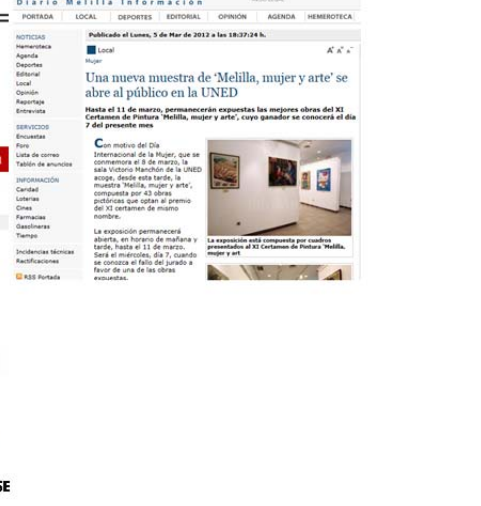 Diario Melilla Información
PORTADA LOCAL DEPORTES EDITORIAL OPINIÓN AGENDA HEMEROTECA
NOTICIAS
Hemeroteca
Agenda
Deportes
Editorial
Local
Opinión
Reportaje
Entrevista
SERVICIOS
Encuestas
Foro
Lista de correo
Tablón de anuncios
INFORMACIÓN
Caridad
Loterias
Cines
Farmacias
Gasolineras
Tiempo
Incidencias técnicas
Rectificaciones
RSS Portada
Publicado el Lunes, 5 de Mar de 2012 a las 18:37:24 h.
Local
A+ A° A-
Mujer
Una nueva muestra de ‘Melilla, mujer y arte’ se
abre al público en la UNED
Hasta el 11 de marzo, permanecerán expuestas las mejores obras del XI
Certamen de Pintura ‘Melilla, mujer y arte’, cuyo ganador se conocerá el día
7 del presente mes
Con motivo del Día
Internacional de la Mujer, que se
conmemora el 8 de marzo, la
sala Victorio Manchón de la UNED
acoge, desde esta tarde, la
muestra ‘Melilla, mujer y arte’,
compuesta por 43 obras
pictóricas que optan al premio
del XI certamen de mismo
nombre.
La exposición permanecerá
abierta, en horario de mañana y
tarde, hasta el 11 de marzo.
Será el miércoles, día 7, cuando
se conozca el fallo del jurado a
favor de una de las obras
expuestas.
La exposición está compuesta por cuadros
presentados al XI Certamen de Pintura ‘Melilla,
mujer y art
SE